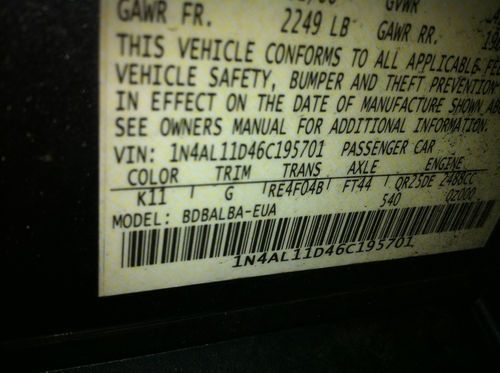 GVWR
GAWR FR. 2249 LB GAWR RR.
THIS VEHICLE CONFORMS TO ALL APPLICABLE
VEHICLE SAFETY, BUMPER AND THEFT PREVENTION
IN EFFECT ON THE DATE OF MANUFACTURE SHOWN
SEE OWNERS MANUAL FOR ADDITIONAL INFORMATION.
VIN: 1N4AL11D46C195701 PASSENGER CAR
COLOR TRIM TRANS AXLE ENGINE
K11 G RE4F04B FT44 QR25DE 2488CC
540
MODEL: BDBALBA-EUA
1N4AL11D46C195701